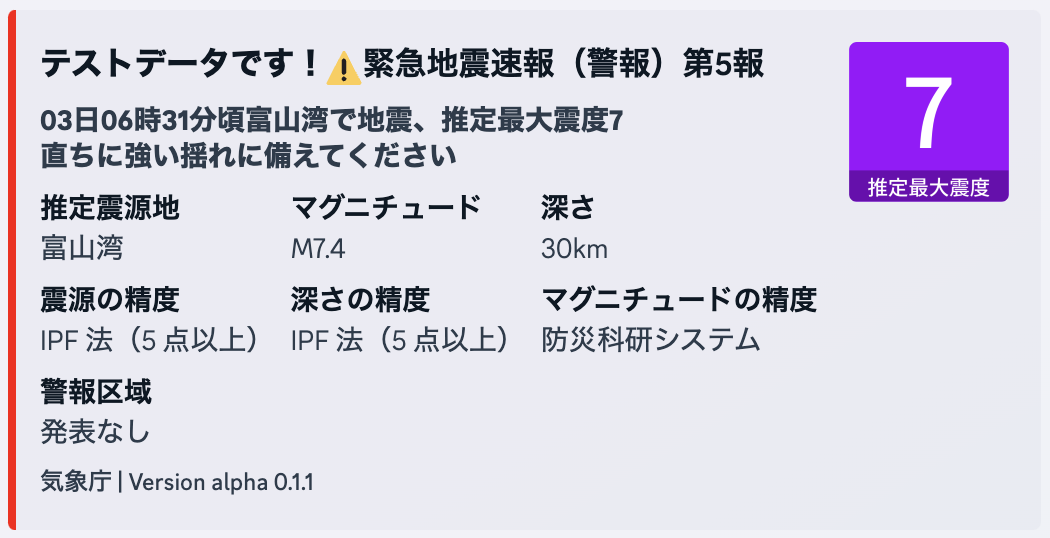 テストデータです！⚠️緊急地震速報（警報）第5報
03日06時31分頃富山湾で地震、推定最大震度7
直ちに強い揺れに備えてください
7
推定最大震度
推定震源地 マグニチュード 深さ
富山湾 M7.4 30km
震源の精度 深さの精度 マグニチュードの精度
IPF 法（5 点以上） IPF 法（5 点以上） 防災科研システム
警報区域
発表なし
気象庁 | Version alpha 0.1.1